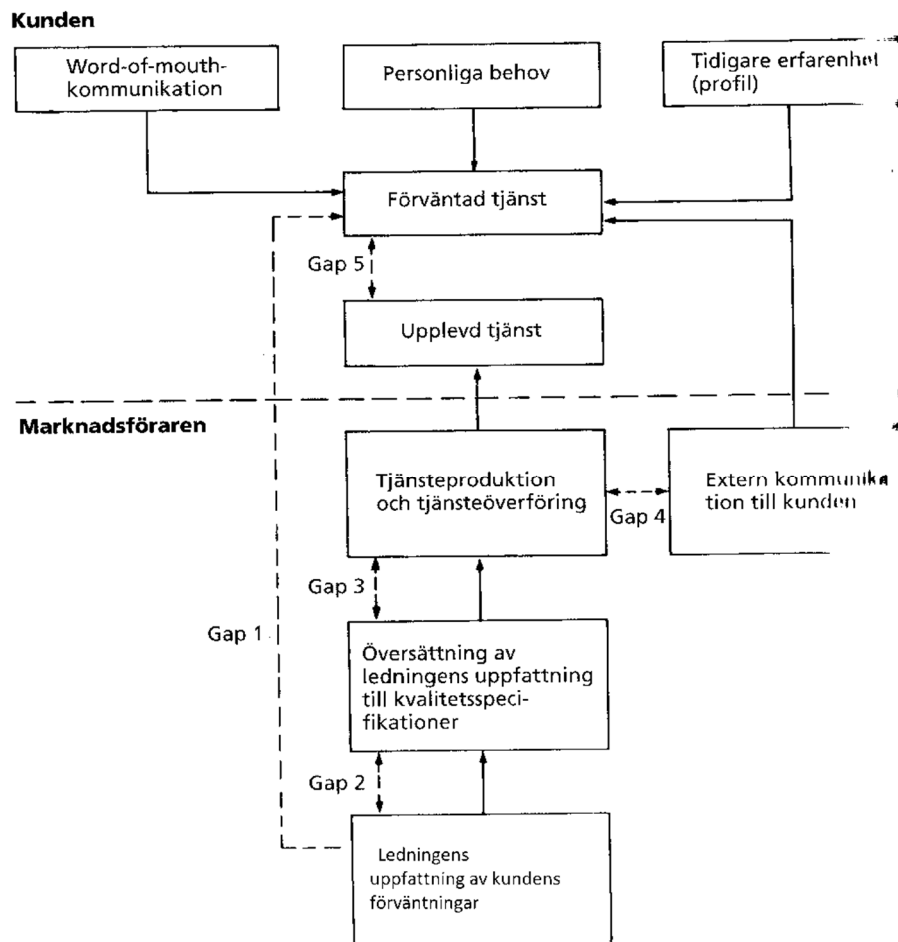 Kunden
Word-of-mouth-
kommunikation
Personliga behov
Tidigare erfarenhet
(profil)
Förväntad tjänst
Gap 5
Upplevd tjänst
Marknadsföraren
Tjänsteproduktion
och tjänsteöverföring
Extern kommunika
tion till kunden
Gap 4
Gap 3
Gap 1
Översättning av
ledningens uppfattning
till kvalitetsspeci-
fikationer
Gap 2
Ledningens
uppfattning av kundens
förväntningar